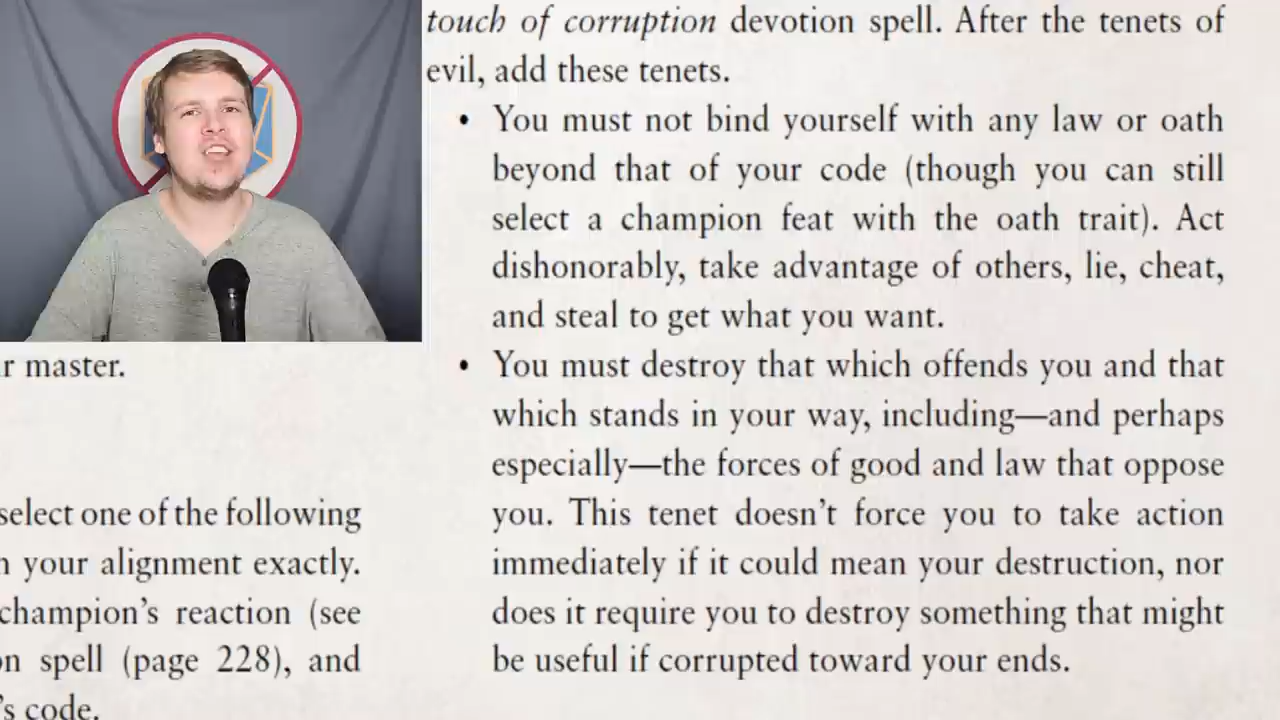 touch of corruption devotion spell. After the tenets of
evil, add these tenets.
• You must not bind yourself with any law or oath
beyond that of your code (though you can still
select a champion feat with the oath trait). Act
dishonorably, take advantage of others, lie, cheat,
and steal to get what you want.
• You must destroy that which offends you and that
which stands in your way, including—and perhaps
especially—the forces of good and law that oppose
you. This tenet doesn't force you to take action
immediately if it could mean your destruction, nor
does it require you to destroy something that might
be useful if corrupted toward your ends.
master.
select one of the following
your alignment exactly.
champion's reaction (see
spell (page 228), and
code.